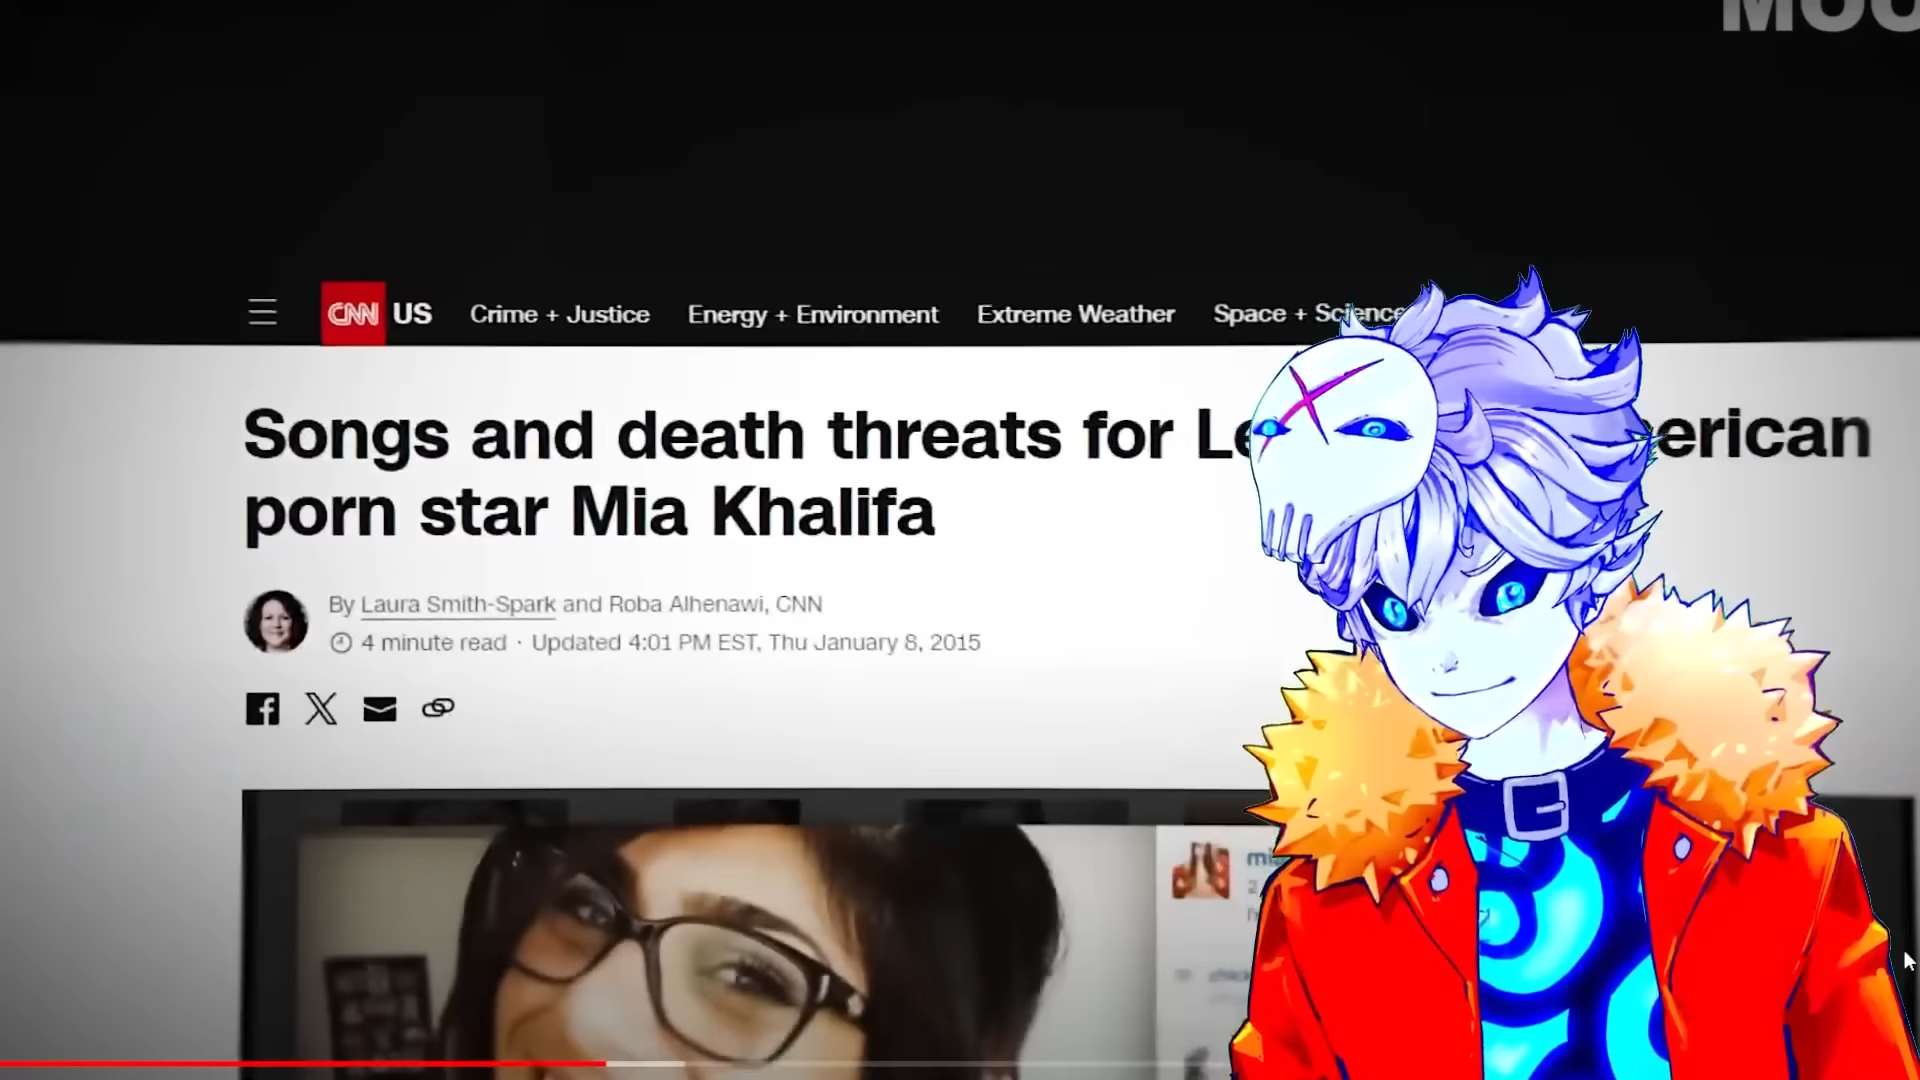 CNN US Crime + Justice Energy + Environment Extreme Weather Space + Science
Songs and death threats for
porn star Mia Khalifa
By Laura Smith-Spark and Roba Alhenawi, CNN
4 minute read · Updated 4:01 PM EST, Thu January 8, 2015